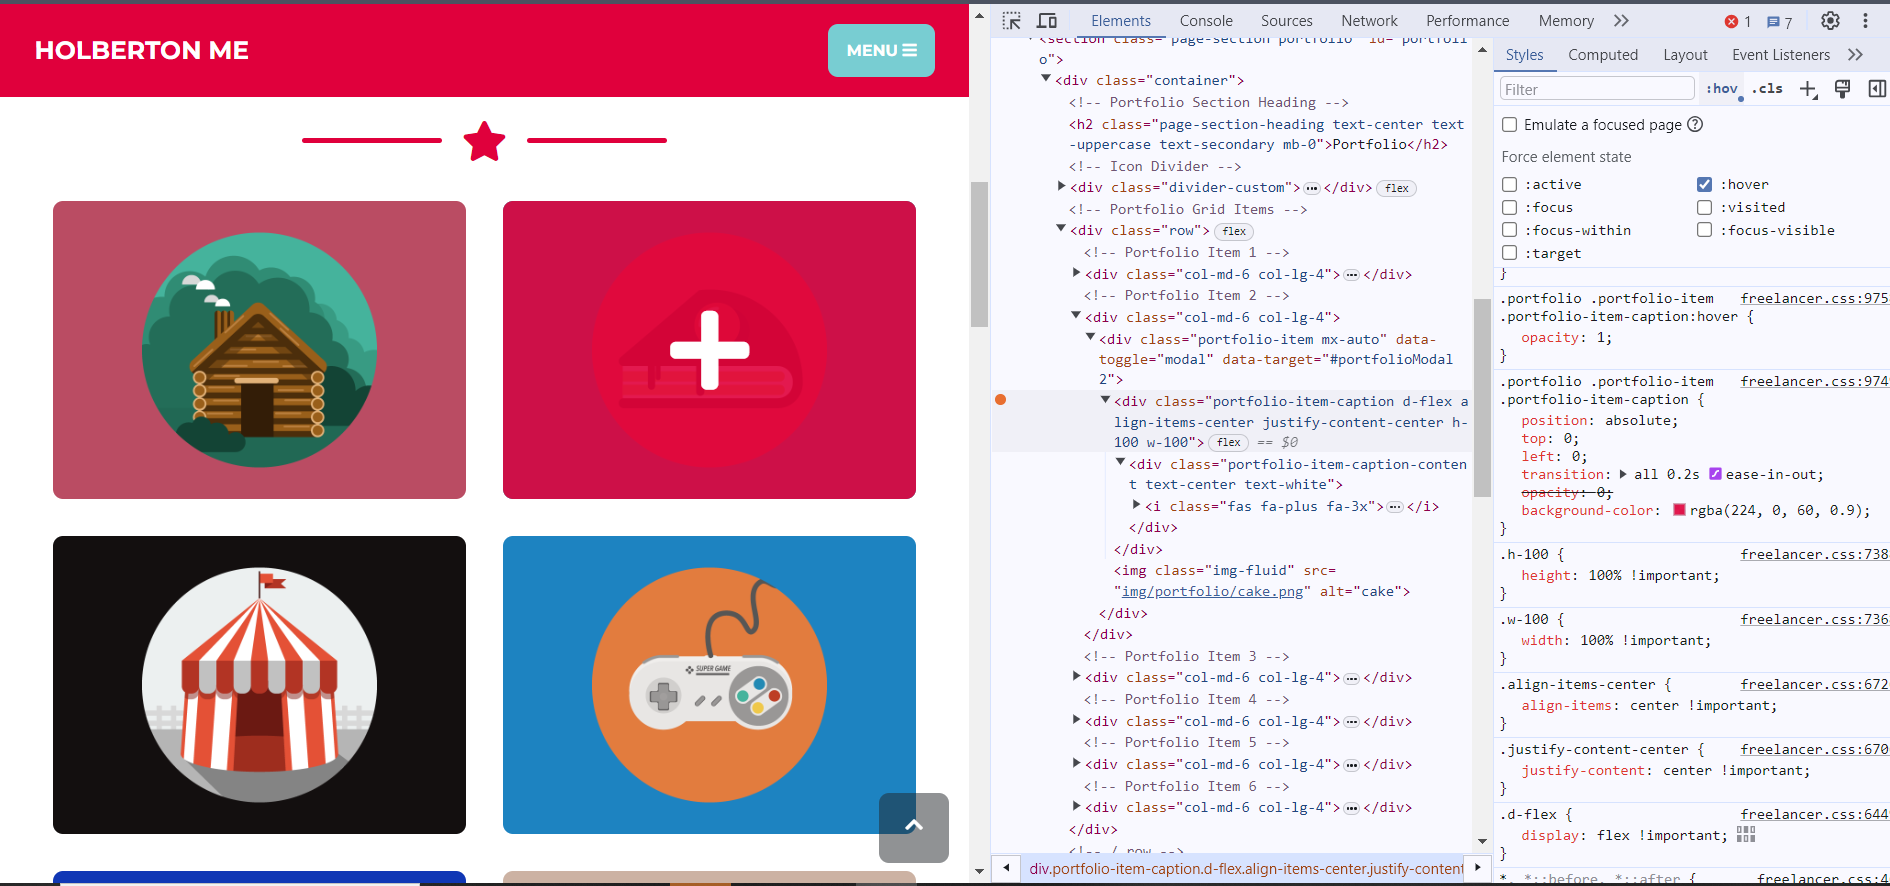 HOLBERTON ME
MENU
SUPER GAME
Elements Console Sources Network Performance Memory 1 7
<section class="page-section portfolio" id="portfoli
o">
<div class="container">
<!-- Portfolio Section Heading -->
<h2 class="page-section-heading text-center text
-uppercase text-secondary mb-0">Portfolio</h2>
<!-- Icon Divider -->
<div class="divider-custom">…</div> flex
<!-- Portfolio Grid Items -->
<div class="row"> flex
<!-- Portfolio Item 1 -->
<div class="col-md-6 col-lg-4">…</div>
<!-- Portfolio Item 2 -->
<div class="col-md-6 col-lg-4">
<div class="portfolio-item mx-auto" data-
toggle="modal" data-target="#portfolioModal
2">
<div class="portfolio-item-caption d-flex a
lign-items-center justify-content-center h-
100 w-100"> flex == $0
<div class="portfolio-item-caption-conten
t text-center text-white">
<i class="fas fa-plus fa-3x">…</i>
</div>
</div>
<img class="img-fluid" src=
"img/portfolio/cake.png" alt="cake">
</div>
</div>
<!-- Portfolio Item 3 -->
<div class="col-md-6 col-lg-4">…</div>
<!-- Portfolio Item 4 -->
<div class="col-md-6 col-lg-4">…</div>
<!-- Portfolio Item 5 -->
<div class="col-md-6 col-lg-4">…</div>
<!-- Portfolio Item 6 -->
<div class="col-md-6 col-lg-4">…</div>
</div>
<!-- / row -->
div.portfolio-item-caption.d-flex.align-items-center.justify-content
Styles Computed Layout Event Listeners
Filter :hov .cls
Emulate a focused page
Force element state
:active :hover
:focus :visited
:focus-within :focus-visible
:target
}
.portfolio .portfolio-item freelancer.css:975
.portfolio-item-caption:hover {
opacity: 1;
}
.portfolio .portfolio-item freelancer.css:974
.portfolio-item-caption {
position: absolute;
top: 0;
left: 0;
transition: all 0.2s ease-in-out;
opacity: 0;
background-color: rgba(224, 0, 60, 0.9);
}
.h-100 { freelancer.css:738
height: 100% !important;
}
.w-100 { freelancer.css:736
width: 100% !important;
}
.align-items-center { freelancer.css:672
align-items: center !important;
}
.justify-content-center { freelancer.css:670
justify-content: center !important;
}
.d-flex { freelancer.css:644
display: flex !important;
}
*, *::before, *::after { freelancer.css:4